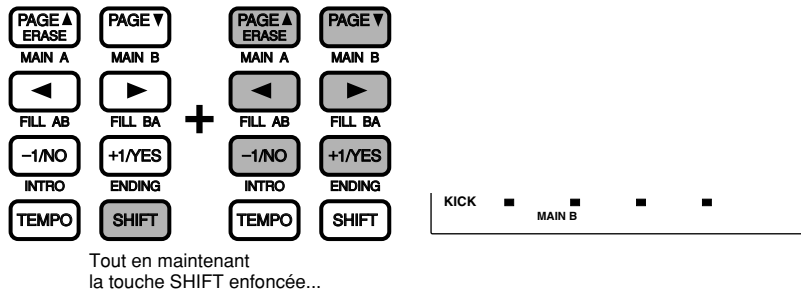 PAGE▲ PAGE▼ PAGE▲ PAGE▼
ERASE ERASE
MAIN A MAIN B MAIN A MAIN B
◄ ► + ◄ ►
FILL AB FILL BA FILL AB FILL BA
–1/NO +1/YES –1/NO +1/YES
INTRO ENDING INTRO ENDING
TEMPO SHIFT TEMPO SHIFT
Tout en maintenant
la touche SHIFT enfoncée...
KICK
MAIN B